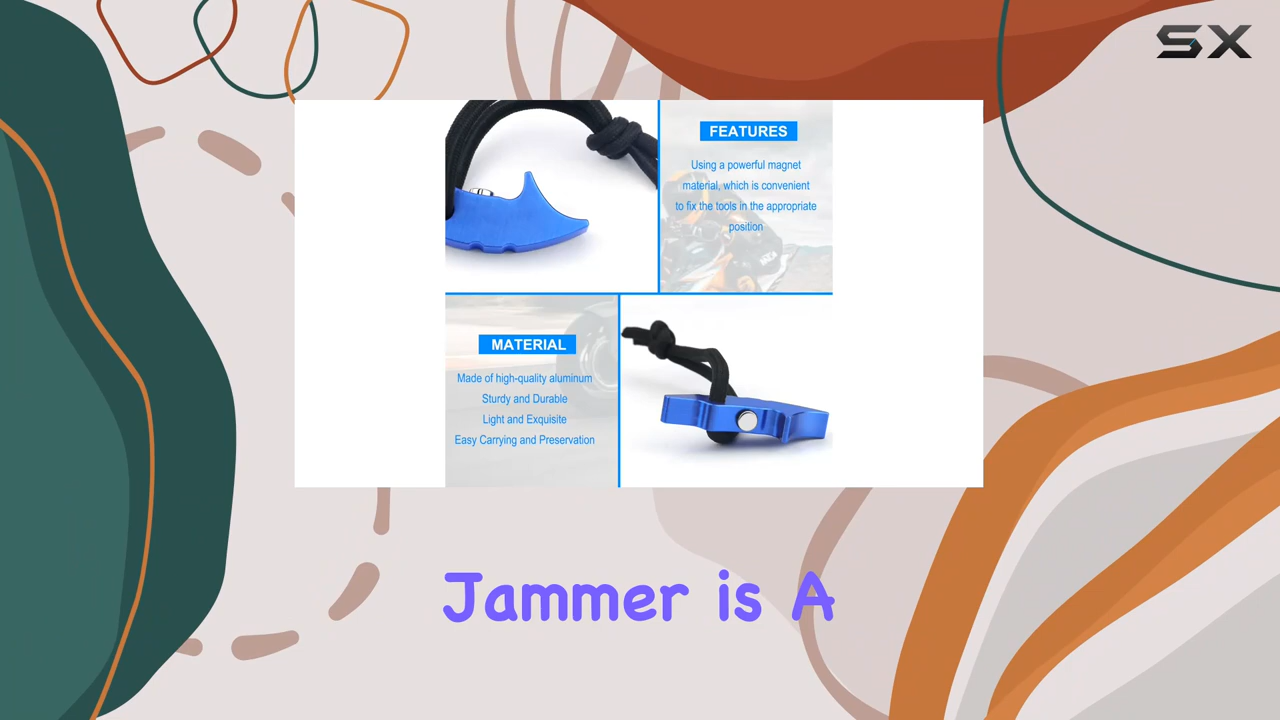 SX
FEATURES
Using a powerful magnet
material, which is convenient
to fix the tools in the appropriate
position
MATERIAL
Made of high-quality aluminum
Sturdy and Durable
Light and Exquisite
Easy Carrying and Preservation
Jammer is A